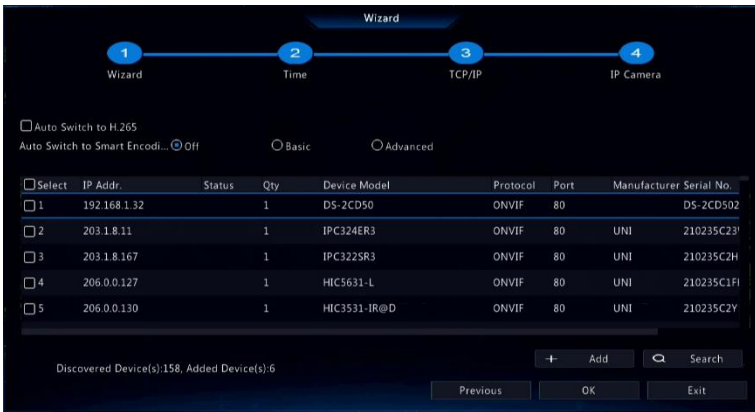 Wizard
1 2 3 4
Wizard Time TCP/IP IP Camera
Auto Switch to H.265
Auto Switch to Smart Encodi... Off Basic Advanced
Select IP Addr. Status Qty Device Model Protocol Port Manufacturer Serial No.
1 192.168.1.32 1 DS-2CD50 ONVIF 80 DS-2CD502
2 203.1.8.11 1 IPC324ER3 ONVIF 80 UNI 210235C23
3 203.1.8.167 1 IPC322SR3 ONVIF 80 UNI 210235C2H
4 206.0.0.127 1 HIC5631-L ONVIF 80 UNI 210235C1F
5 206.0.0.130 1 HIC3531-IR@D ONVIF 80 UNI 210235C2Y
Add Search
Discovered Device(s):158, Added Device(s):6
Previous OK Exit